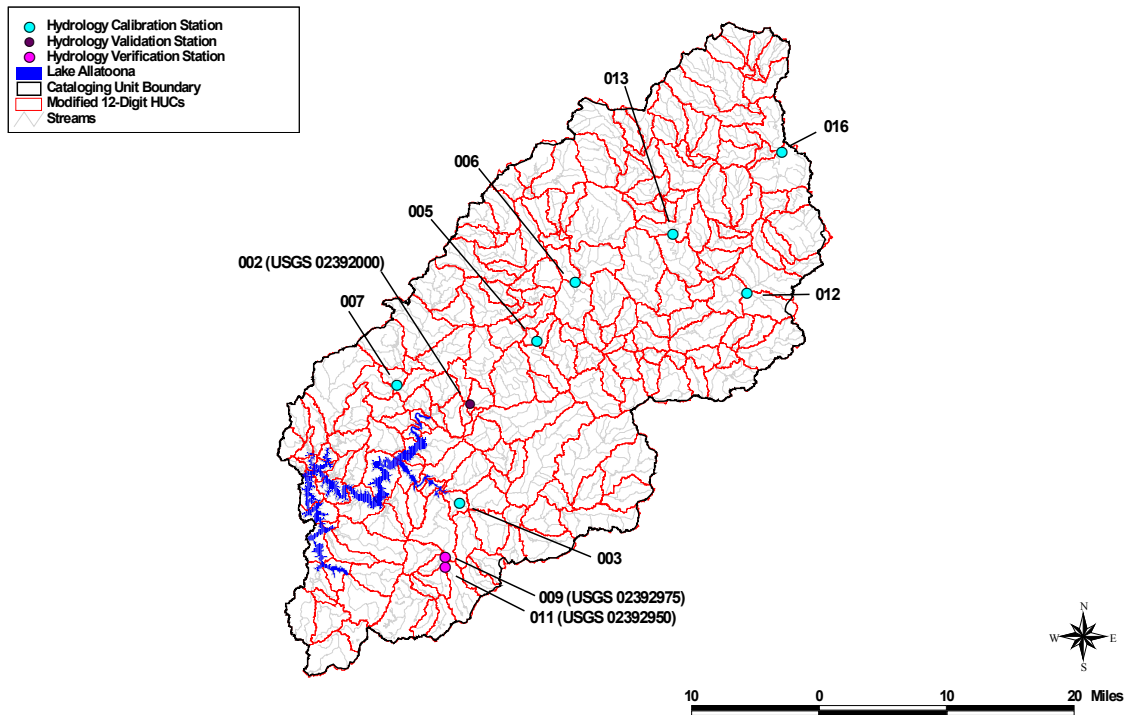 Hydrology Calibration Station
Hydrology Validation Station
Hydrology Verification Station
Lake Allatoona
Cataloging Unit Boundary
Modified 12-Digit HUCs
Streams
016
013
006
005
002 (USGS 02392000)
012
007
003
009 (USGS 02392975)
011 (USGS 02392950)
N
W E
S
10 0 10 20 Miles